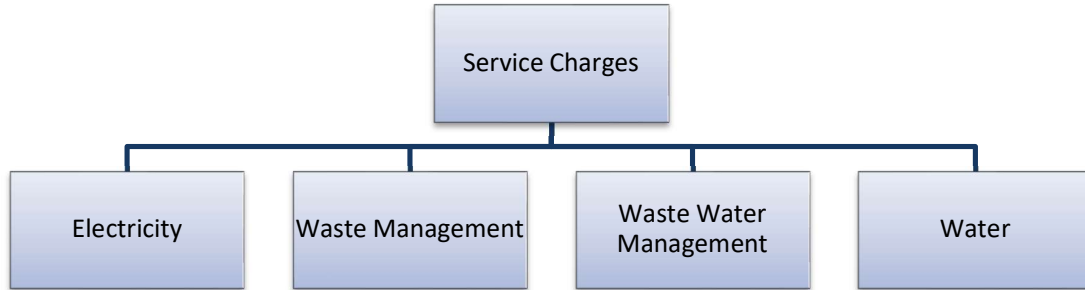 Service Charges
Electricity
Waste Management
Waste Water
Management
Water